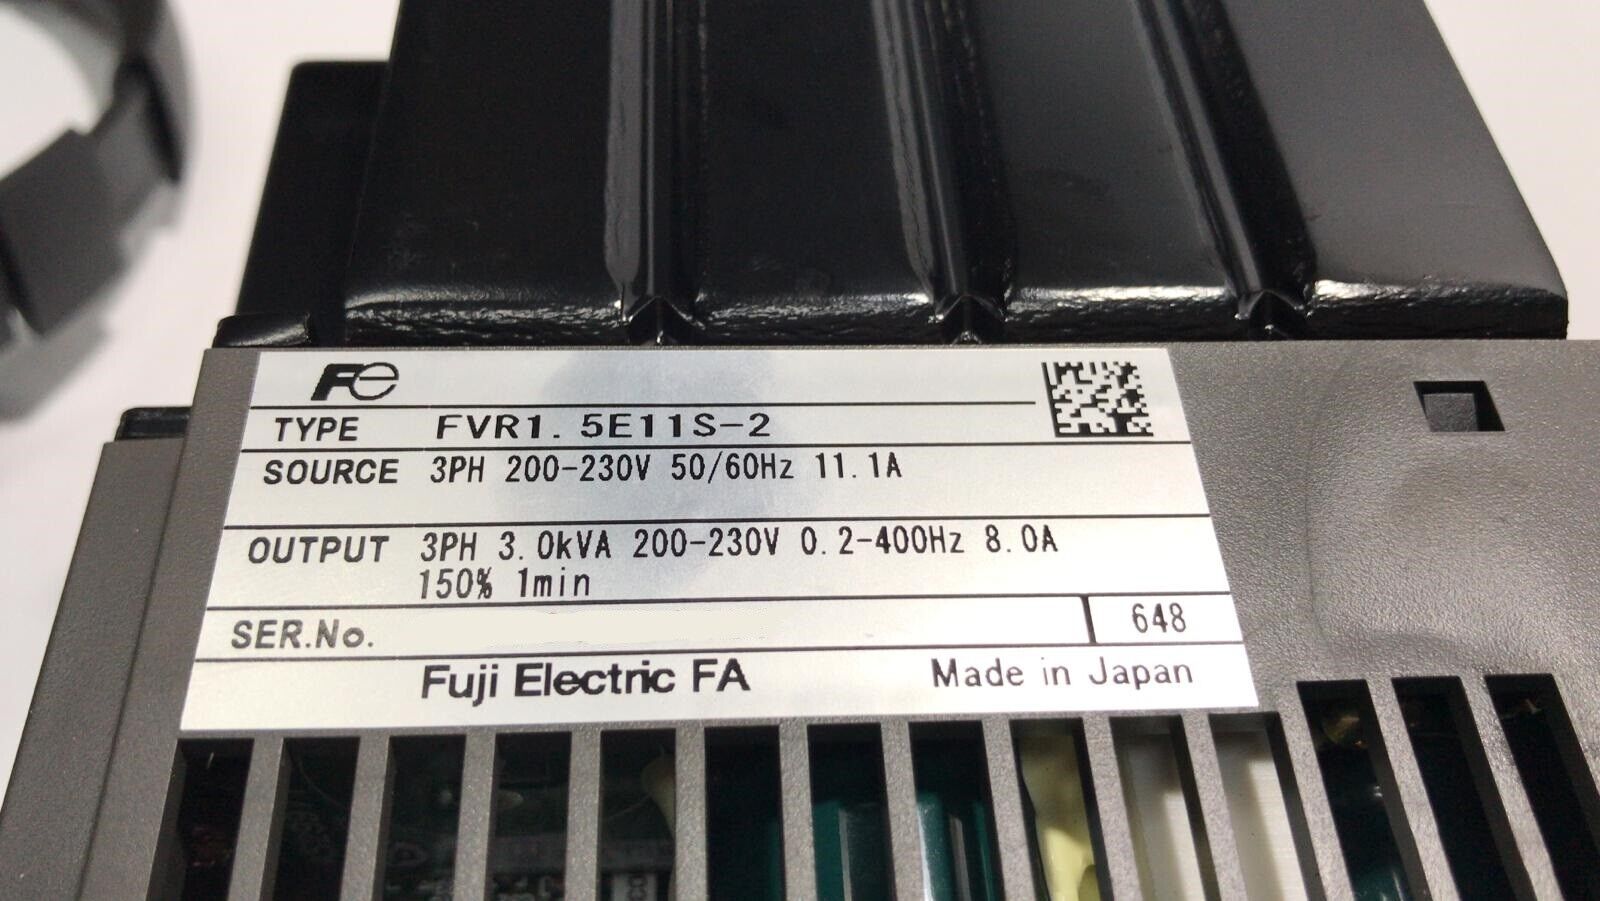 Fe
TYPE FVR1.5E11S-2
SOURCE 3PH 200-230V 50/60Hz 11.1A
OUTPUT 3PH 3.0kVA 200-230V 0.2-400Hz 8.0A
150% 1min
SER.No. 648
Fuji Electric FA Made in Japan